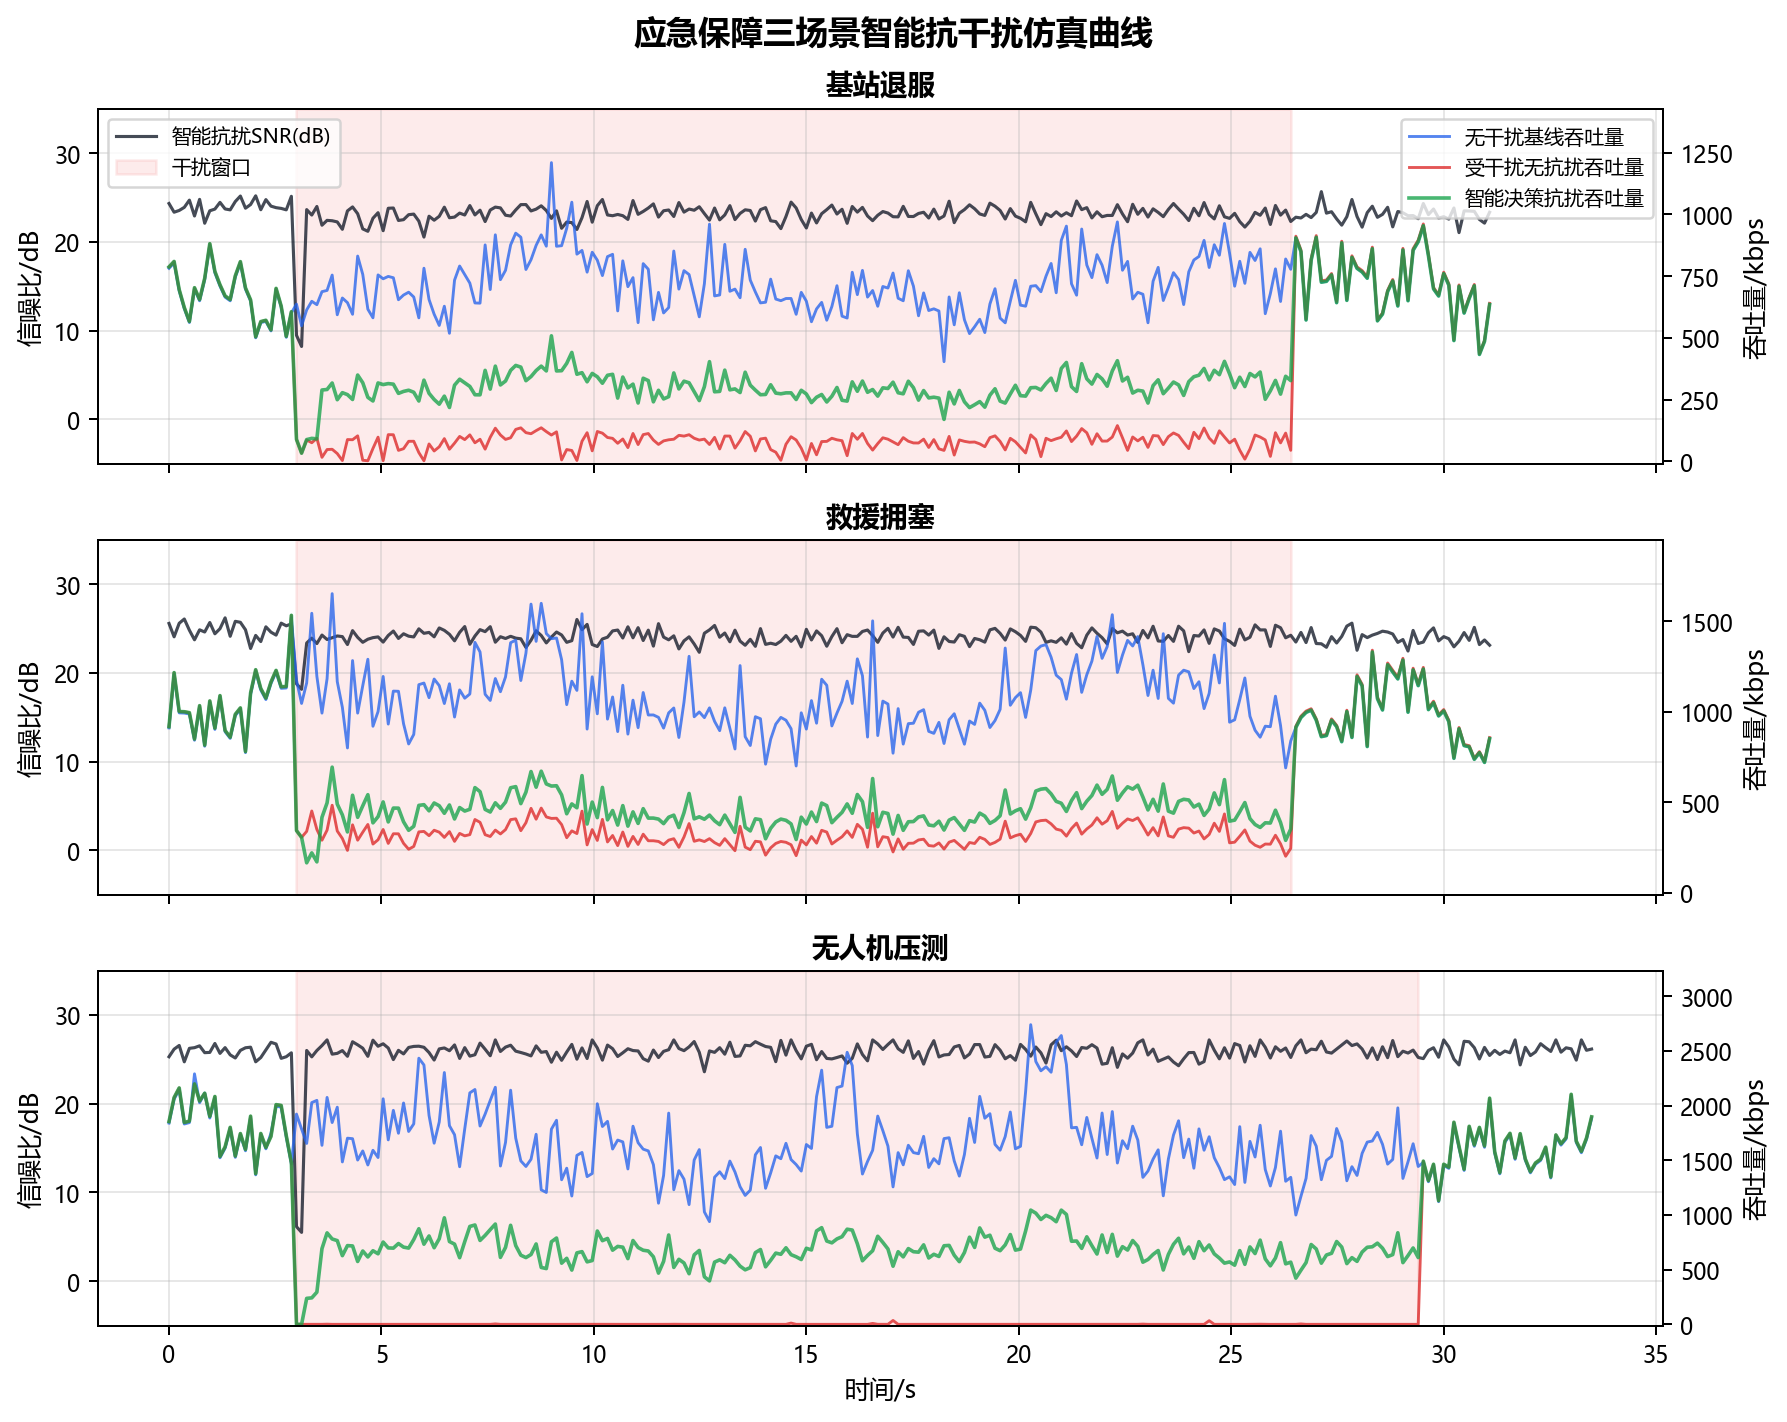 应急保障三场景智能抗干扰仿真曲线
基站退服
智能抗扰SNR(dB)
干扰窗口
无干扰基线吞吐量
受干扰无抗扰吞吐量
智能决策抗扰吞吐量
信噪比/dB
30
20
10
0
吞吐量/kbps
1250
1000
750
500
250
0
救援拥塞
信噪比/dB
30
20
10
0
吞吐量/kbps
1500
1000
500
0
无人机压测
信噪比/dB
30
20
10
0
吞吐量/kbps
3000
2500
2000
1500
1000
500
0
0 5 10 15 20 25 30 35
时间/s